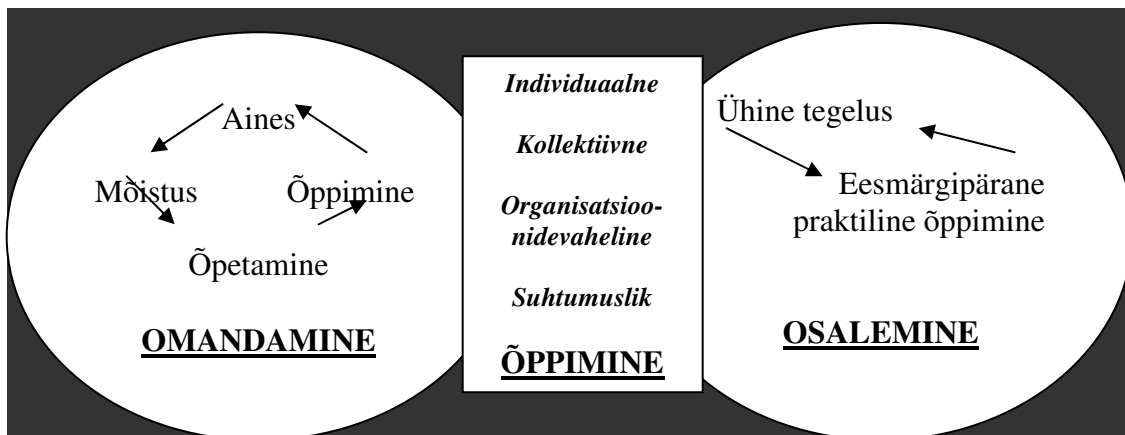 Aines
Mõistus
Õppimine
Õpetamine
OMANDAMINE
Individuaalne
Kollektiivne
Organisatsioo-
nidevaheline
Suhtumuslik
ÕPPIMINE
Ühine tegelus
Eesmärgipärane
praktiline õppimine
OSALEMINE